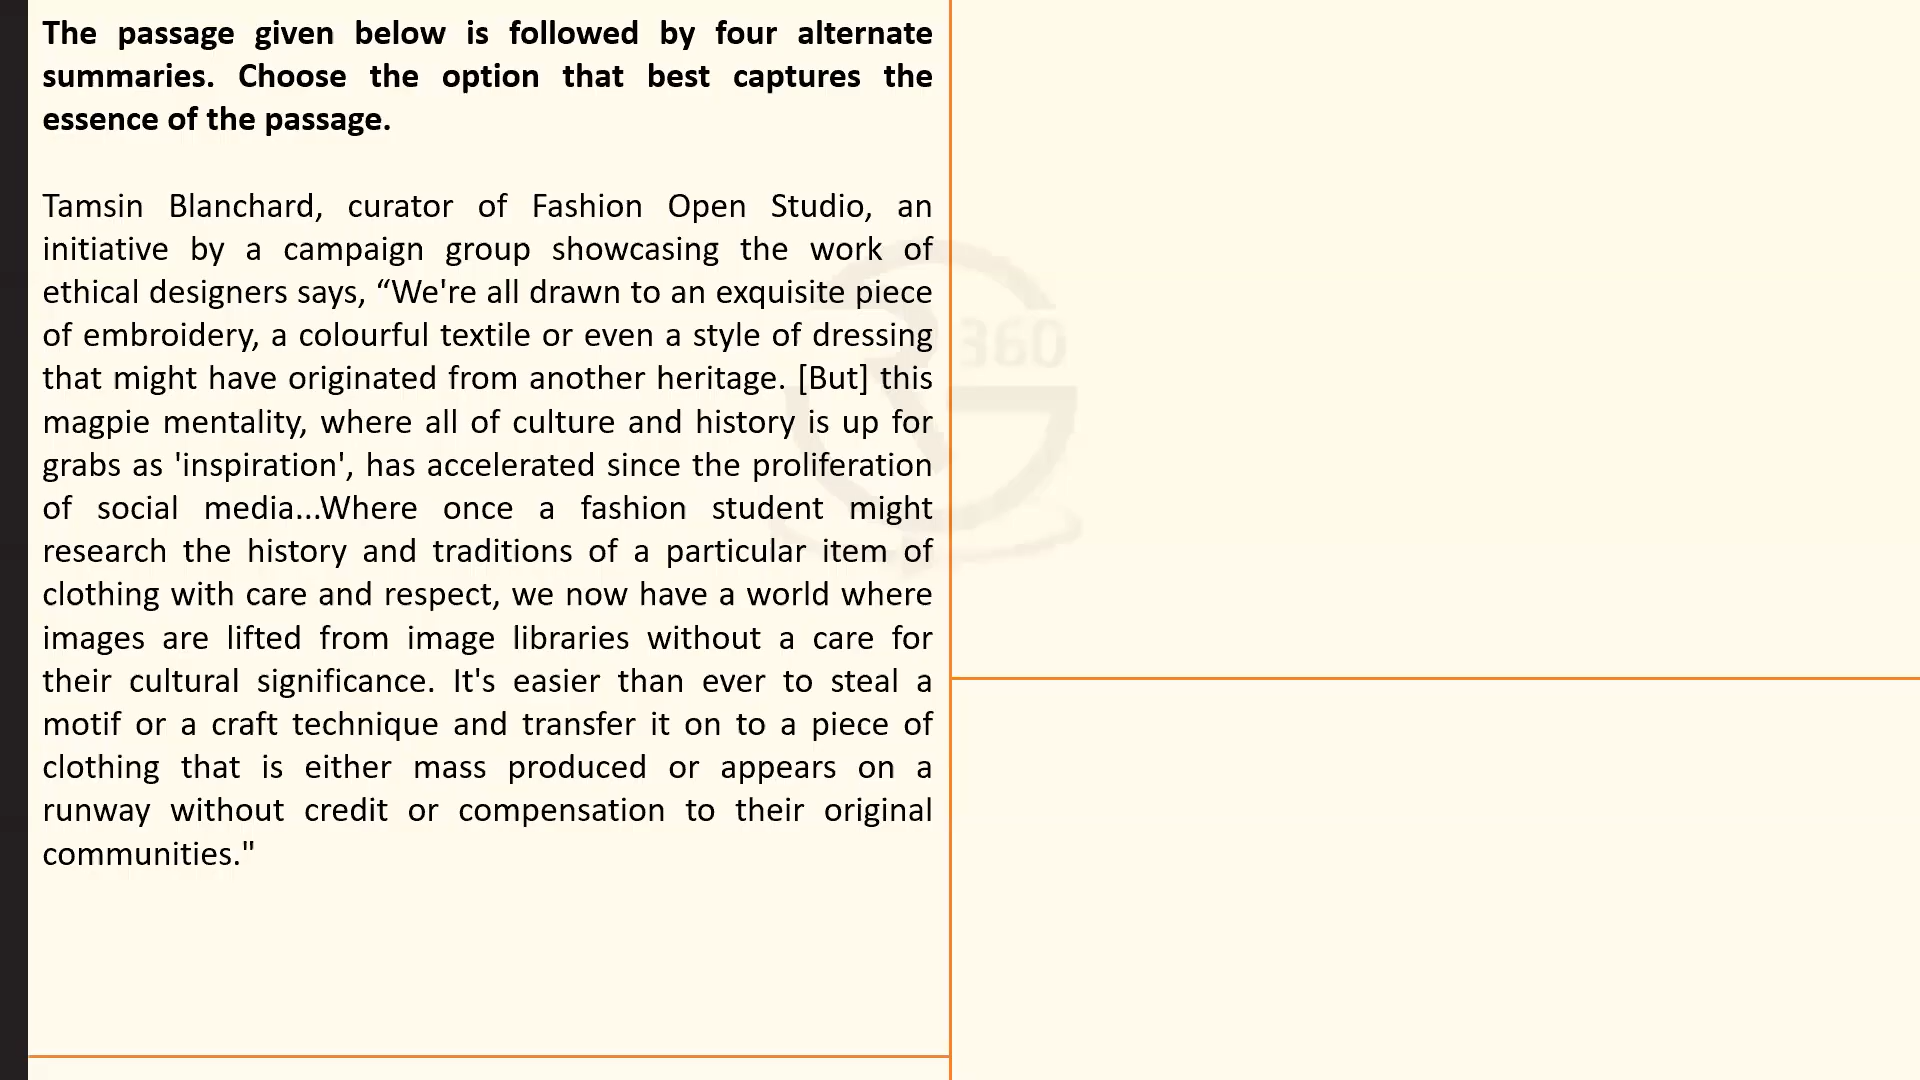 The passage given below is followed by four alternate
summaries. Choose the option that best captures the
essence of the passage.
Tamsin Blanchard, curator of Fashion Open Studio, an
initiative by a campaign group showcasing the work of
ethical designers says, “We're all drawn to an exquisite piece
of embroidery, a colourful textile or even a style of dressing
that might have originated from another heritage. [But] this
magpie mentality, where all of culture and history is up for
grabs as 'inspiration', has accelerated since the proliferation
of social media...Where once a fashion student might
research the history and traditions of a particular item of
clothing with care and respect, we now have a world where
images are lifted from image libraries without a care for
their cultural significance. It's easier than ever to steal a
motif or a craft technique and transfer it on to a piece of
clothing that is either mass produced or appears on a
runway without credit or compensation to their original
communities."
360